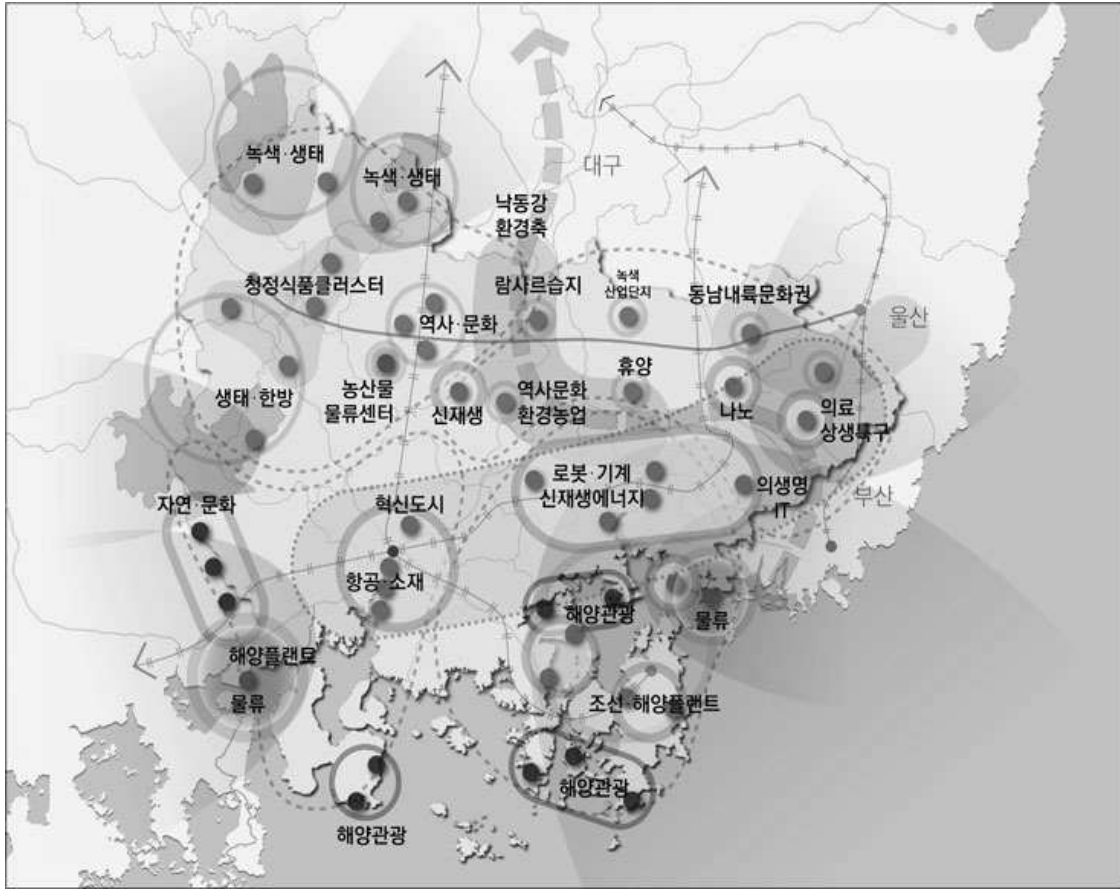 녹색·생태
녹색·생태
대구
낙동강
환경축
청정식품클러스터
람사르습지
녹색
산업단지
동남내륙문화권
울산
역사·문화
생태·한방
농산물
물류센터
신재생
역사문화
환경농업
휴양
나노
의료
상생특구
자연·문화
혁신도시
로봇·기계
신재생에너지
의생명
IT
부산
항공·소재
해양관광
물류
해양플랜트
물류
조선·해양플랜트
해양관광
해양관광